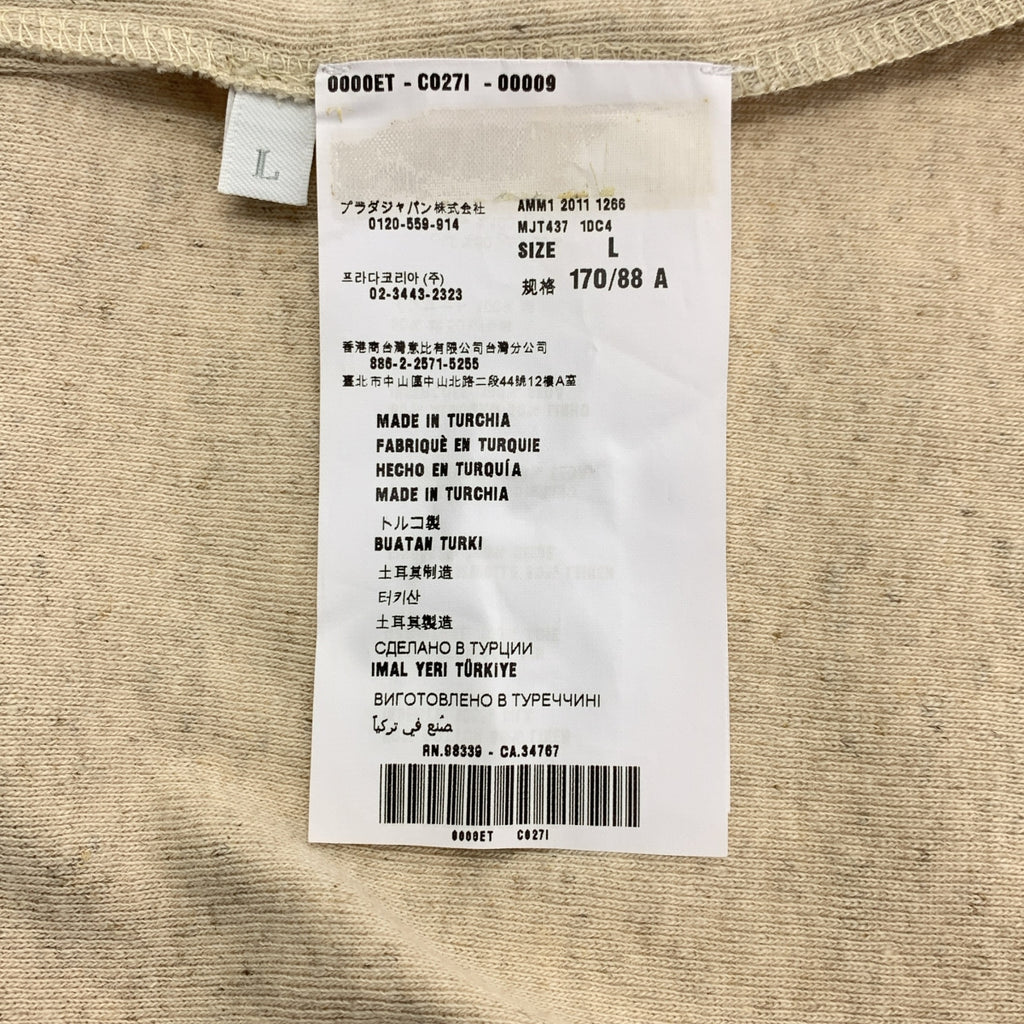 0000ET - C027I - 00009
L
プラダジャパン株式会社
0120-559-914
AMM1 2011 1266
MJT437 1DC4
SIZE L
规格 170/88 A
프라다코리아 (주)
02-3443-2323
香港商台灣意比有限公司台灣分公司
886-2-2571-5255
臺北市中山區中山北路二段44號12樓A室
MADE IN TURCHIA
FABRIQUÈ EN TURQUIE
HECHO EN TURQUÍA
MADE IN TURCHIA
トルコ製
BUATAN TURKI
土耳其制造
터키산
土耳其製造
СДЕЛАНО В ТУРЦИИ
IMAL YERI TÜRKIYE
ВИГОТОВЛЕНО В ТУРЕЧЧИНІ
صُنع في تركياً
RN.98339 - CA.34767
0000ET C027I